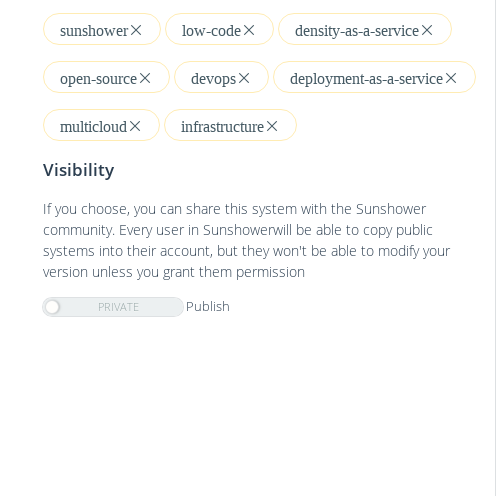 sunshower low-code density-as-a-service
open-source devops deployment-as-a-service
multicloud infrastructure
Visibility
If you choose, you can share this system with the Sunshower
community. Every user in Sunshowerwill be able to copy public
systems into their account, but they won't be able to modify your
version unless you grant them permission
PRIVATE Publish